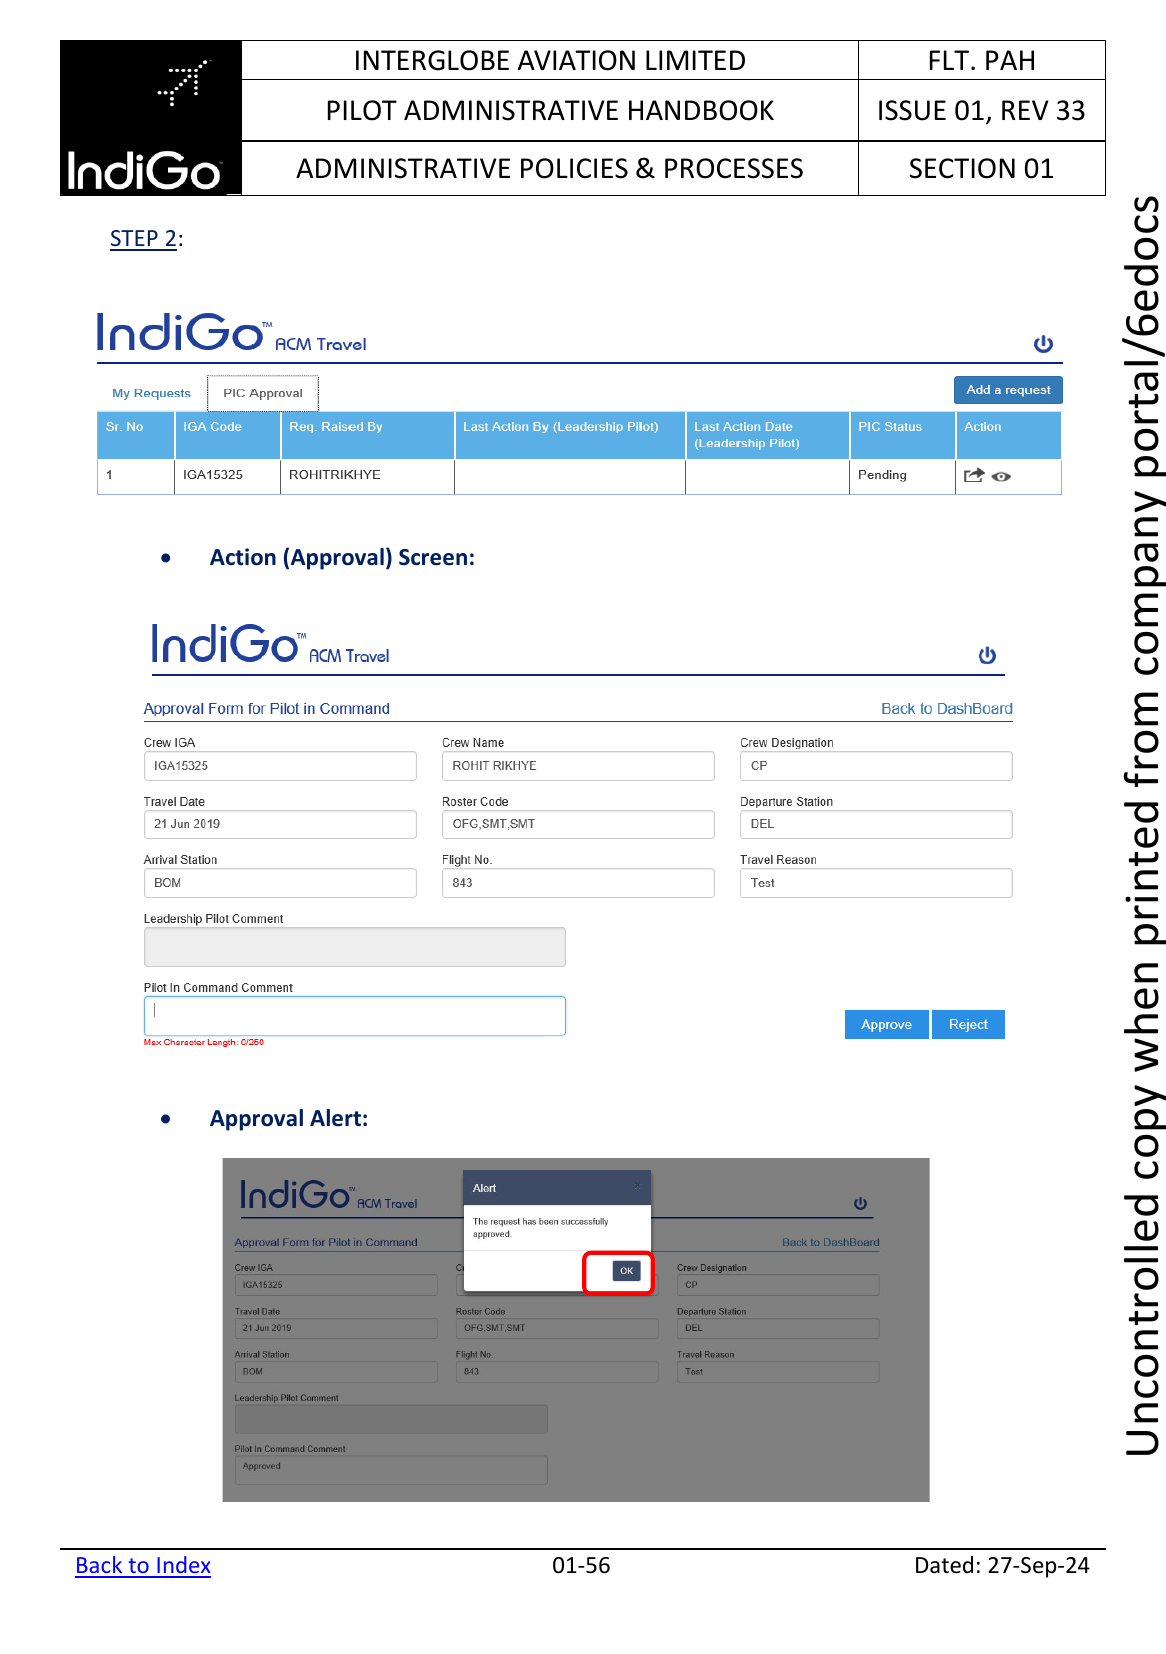 IndiGo
INTERGLOBE AVIATION LIMITED
FLT. PAH
PILOT ADMINISTRATIVE HANDBOOK
ISSUE 01, REV 33
ADMINISTRATIVE POLICIES & PROCESSES
SECTION 01
STEP 2:
IndiGo™ ACM Travel
My Requests PIC Approval Add a request
Sr. No IGA Code Req. Raised By Last Action By (Leadership Pilot) Last Action Date (Leadership Pilot) PIC Status Action
1 IGA15325 ROHITRIKHYE Pending
• Action (Approval) Screen:
IndiGo™ ACM Travel
Approval Form for Pilot in Command Back to DashBoard
Crew IGA Crew Name Crew Designation
IGA15325 ROHIT RIKHYE CP
Travel Date Roster Code Departure Station
21 Jun 2019 OFG,SMT,SMT DEL
Arrival Station Flight No. Travel Reason
BOM 843 Test
Leadership Pilot Comment
Pilot In Command Comment
Approve Reject
Max Character Length: 0/250
• Approval Alert:
IndiGo™ ACM Travel
Alert ×
The request has been successfully
approved.
OK
Approval Form for Pilot in Command Back to DashBoard
Crew IGA C Crew Designation
IGA15325 CP
Travel Date Roster Code Departure Station
21 Jun 2019 OFG,SMT,SMT DEL
Arrival Station Flight No. Travel Reason
BOM 843 Test
Leadership Pilot Comment
Pilot In Command Comment
Approved
Back to Index 01-56 Dated: 27-Sep-24
Uncontrolled copy when printed from company portal/6edocs